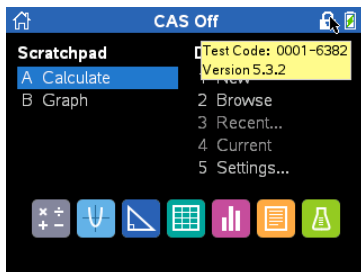 CAS Off
Scratchpad
A Calculate
B Graph
Test Code: 0001-6382
Version 5.3.2
2 Browse
3 Recent...
4 Current
5 Settings...